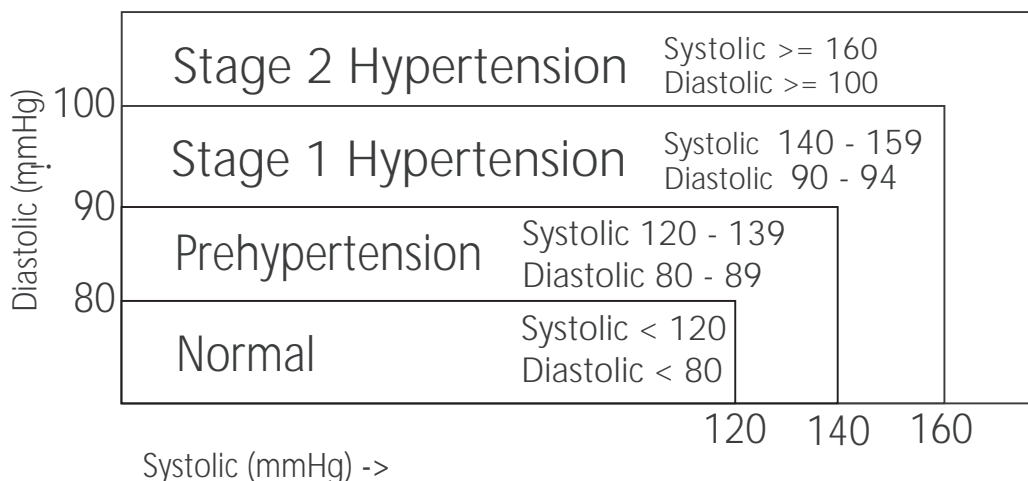 Stage 2 Hypertension
Systolic >= 160
Diastolic >= 100
100
Stage 1 Hypertension
Systolic 140 - 159
Diastolic 90 - 94
90
Prehypertension
Systolic 120 - 139
Diastolic 80 - 89
80
Normal
Systolic < 120
Diastolic < 80
Diastolic (mmHg)
120
140
160
Systolic (mmHg) ->